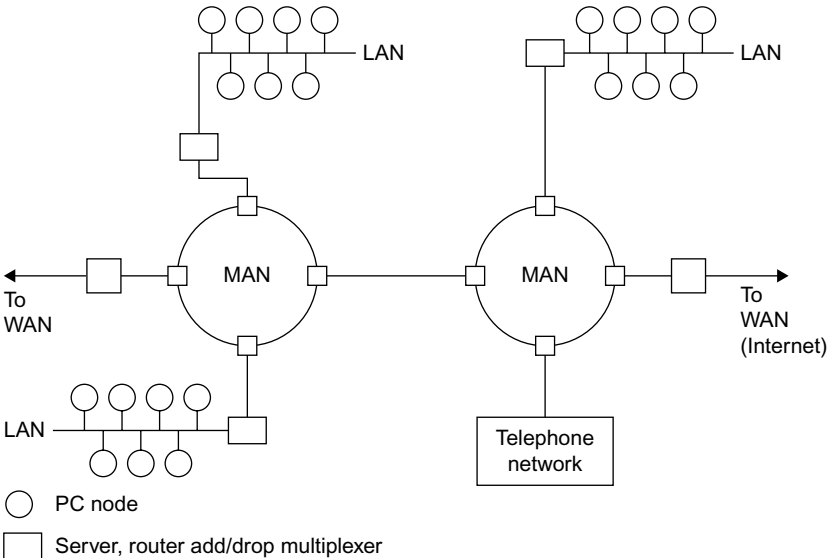 LAN
LAN
MAN
MAN
To
WAN
To
WAN
(Internet)
LAN
Telephone
network
PC node
Server, router add/drop multiplexer